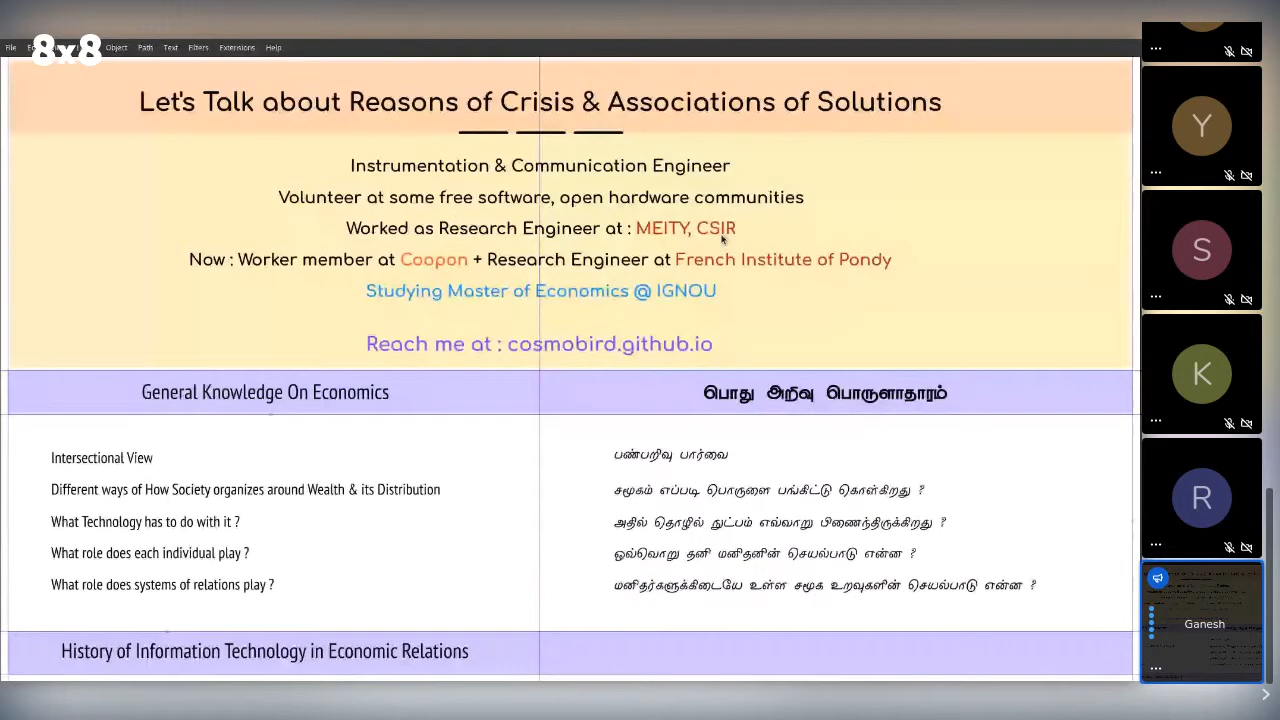 8x8
File
Object Path Text Filters Extensions Help
Let's Talk about Reasons of Crisis & Associations of Solutions
Instrumentation & Communication Engineer
Volunteer at some free software, open hardware communities
Worked as Research Engineer at : MEITY, CSIR
Now : Worker member at Coopon + Research Engineer at French Institute of Pondy
Studying Master of Economics @ IGNOU
Reach me at : cosmobird.github.io
General Knowledge On Economics
பொது அறிவு பொருளாதாரம்
Intersectional View
பண்பறிவு பார்வை
Different ways of How Society organizes around Wealth & its Distribution
சமூகம் எப்படி பொருளை பங்கிட்டு கொள்கிறது ?
What Technology has to do with it ?
அதில் தொழில் நுட்பம் எவ்வாறு பிணைந்திருக்கிறது ?
What role does each individual play ?
ஒவ்வொறு தனி மனிதனின் செயல்பாடு என்ன ?
What role does systems of relations play ?
மனிதர்களுக்கிடையே உள்ள சமூக உறவுகளின் செயல்பாடு என்ன ?
History of Information Technology in Economic Relations
Y
S
K
R
Ganesh